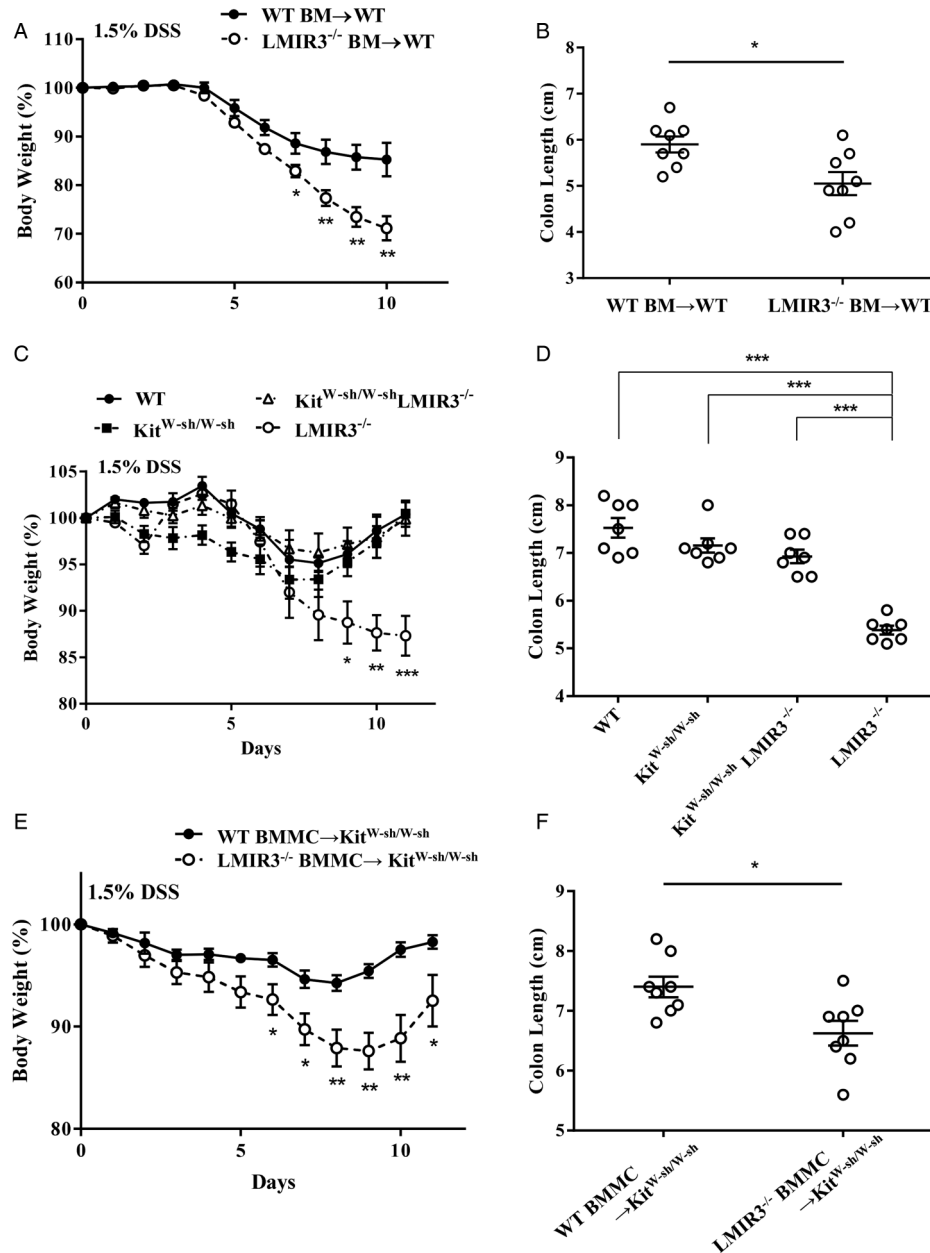 A
1.5% DSS
WT BM→WT
LMIR3-/- BM→WT
Body Weight (%)
100
90
80
70
60
0
5
10
*
**
**
**
B
*
Colon Length (cm)
8
7
6
5
4
3
WT BM→WT
LMIR3-/- BM→WT
C
WT
KitW-sh/W-shLMIR3-/-
KitW-sh/W-sh
LMIR3-/-
1.5% DSS
Body Weight (%)
105
100
95
90
85
80
0
5
10
*
**
***
Days
D
***
***
***
Colon Length (cm)
9
8
7
6
5
4
WT
KitW-sh/W-sh
KitW-sh/W-sh LMIR3-/-
LMIR3-/-
E
WT BMMC→KitW-sh/W-sh
LMIR3-/- BMMC→ KitW-sh/W-sh
1.5% DSS
Body Weight (%)
100
90
80
0
5
10
*
*
**
**
**
*
Days
F
*
Colon Length (cm)
9
8
7
6
5
WT BMMC
→KitW-sh/W-sh
LMIR3-/- BMMC
→KitW-sh/W-sh